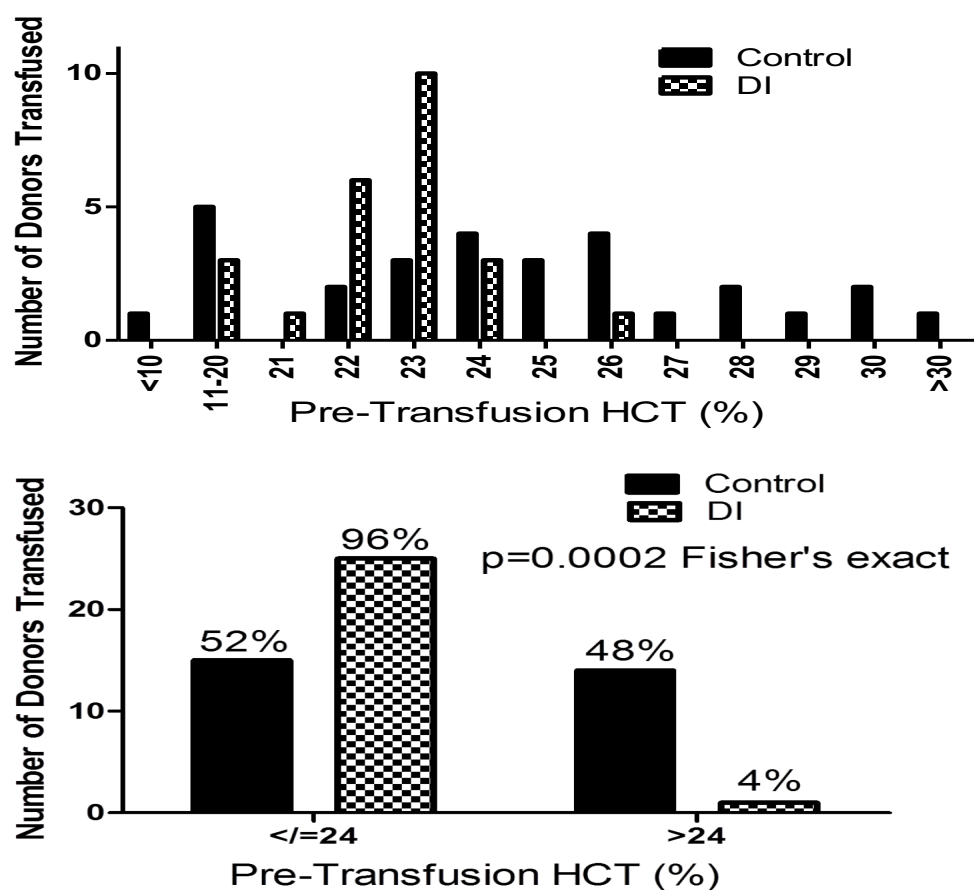 Number of Donors Transfused
10
5
0
Control
DI
<10
11-20
21
22
23
24
25
26
27
28
29
30
>30
Pre-Transfusion HCT (%)
Number of Donors Transfused
30
20
10
0
Control
DI
p=0.0002 Fisher's exact
52%
96%
48%
4%
</=24
>24
Pre-Transfusion HCT (%)